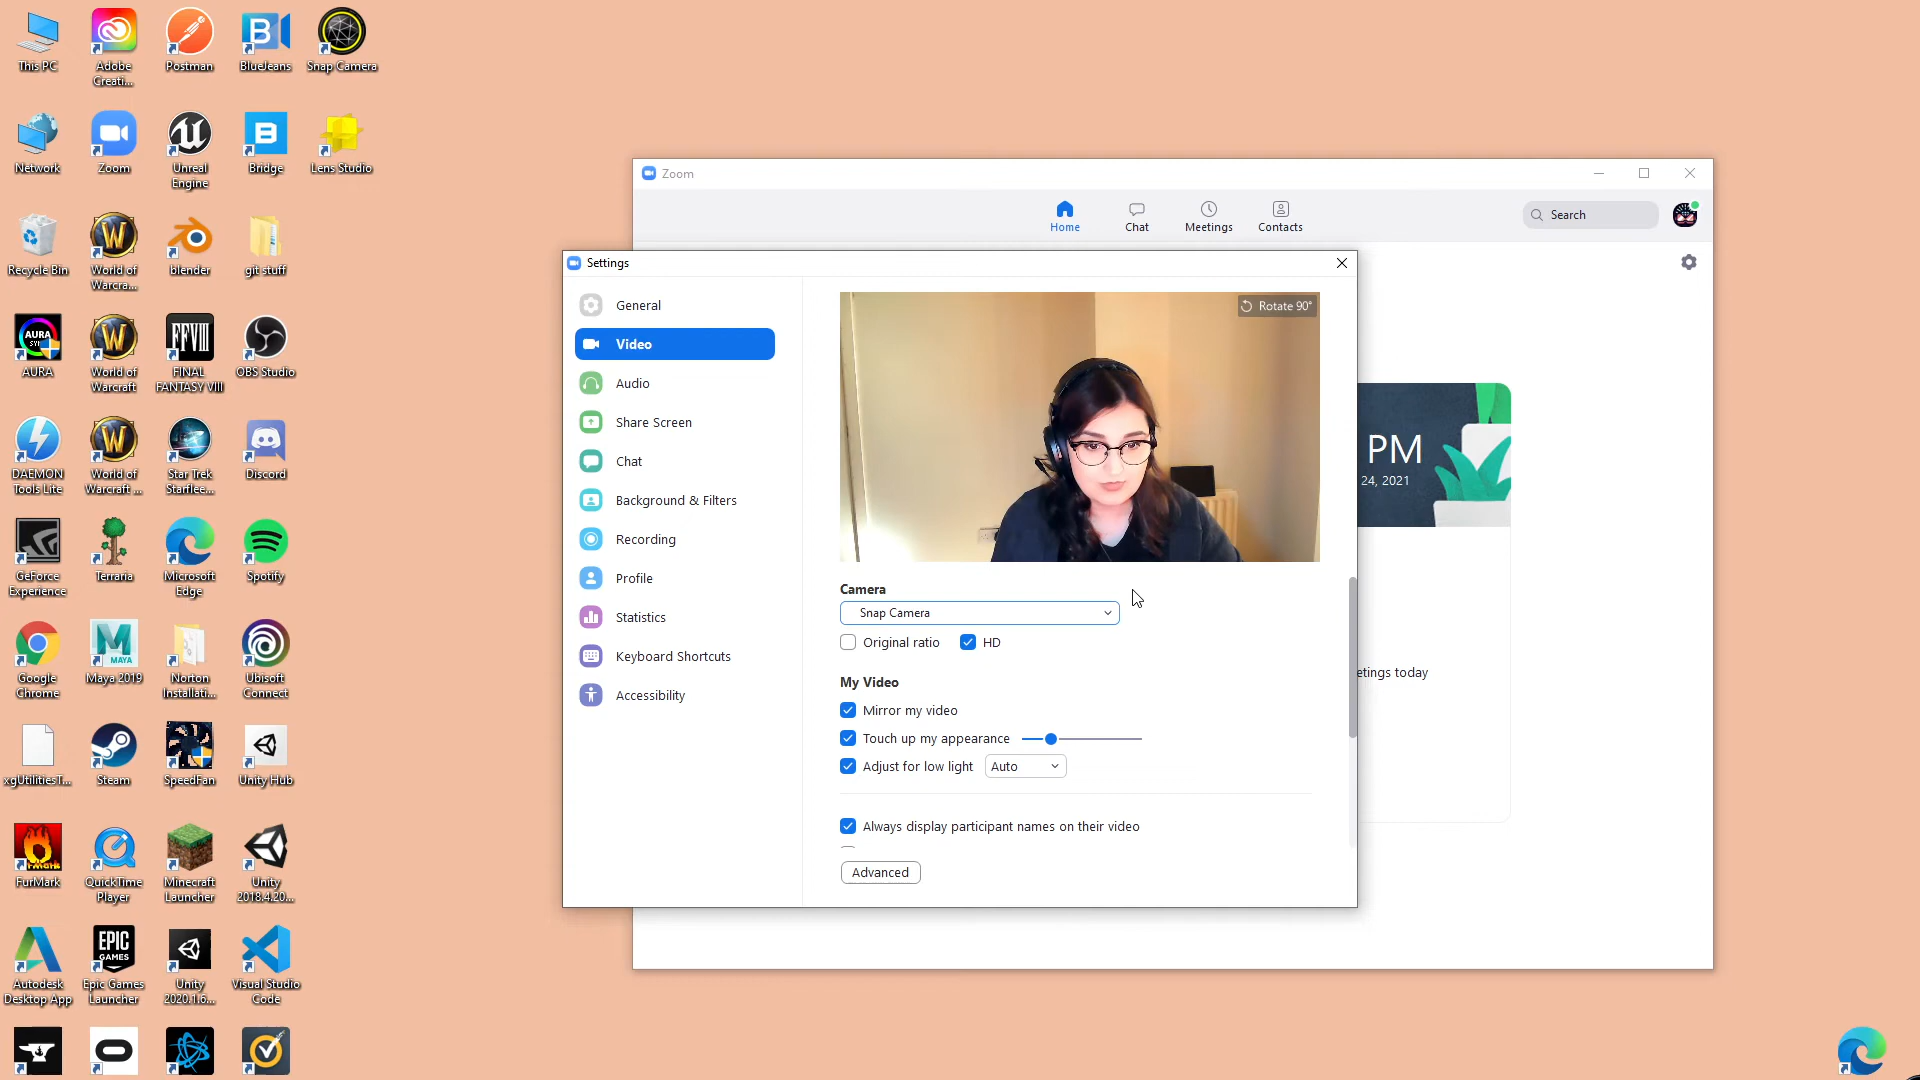 This PC
Adobe
Creati...
Postman
BlueJeans
Snap Camera
Network
Zoom
Unreal
Engine
Bridge
Lens Studio
Recycle Bin
World of
Warcra...
blender
git stuff
AURA
World of
Warcraft
FINAL
FANTASY VIII
OBS Studio
DAEMON
Tools Lite
World of
Warcraft ...
Star Trek
Starflee...
Discord
GeForce
Experience
Terraria
Microsoft
Edge
Spotify
Google
Chrome
Maya 2019
Norton
Installati...
Ubisoft
Connect
xgUtilitiesT...
Steam
SpeedFan
Unity Hub
FurMark
QuickTime
Player
Minecraft
Launcher
Unity
2018.4.20...
Autodesk
Desktop App
Epic Games
Launcher
Unity
2020.1.6...
Visual Studio
Code
AURA
SYNC
FFVIII
MAYA
EPIC
GAMES
Zoom
Home
Chat
Meetings
Contacts
Search
PM
24, 2021
etings today
Settings
General
Video
Audio
Share Screen
Chat
Background & Filters
Recording
Profile
Statistics
Keyboard Shortcuts
Accessibility
Rotate 90°
Camera
Snap Camera
Original ratio
HD
My Video
Mirror my video
Touch up my appearance
Adjust for low light
Auto
Always display participant names on their video
Advanced